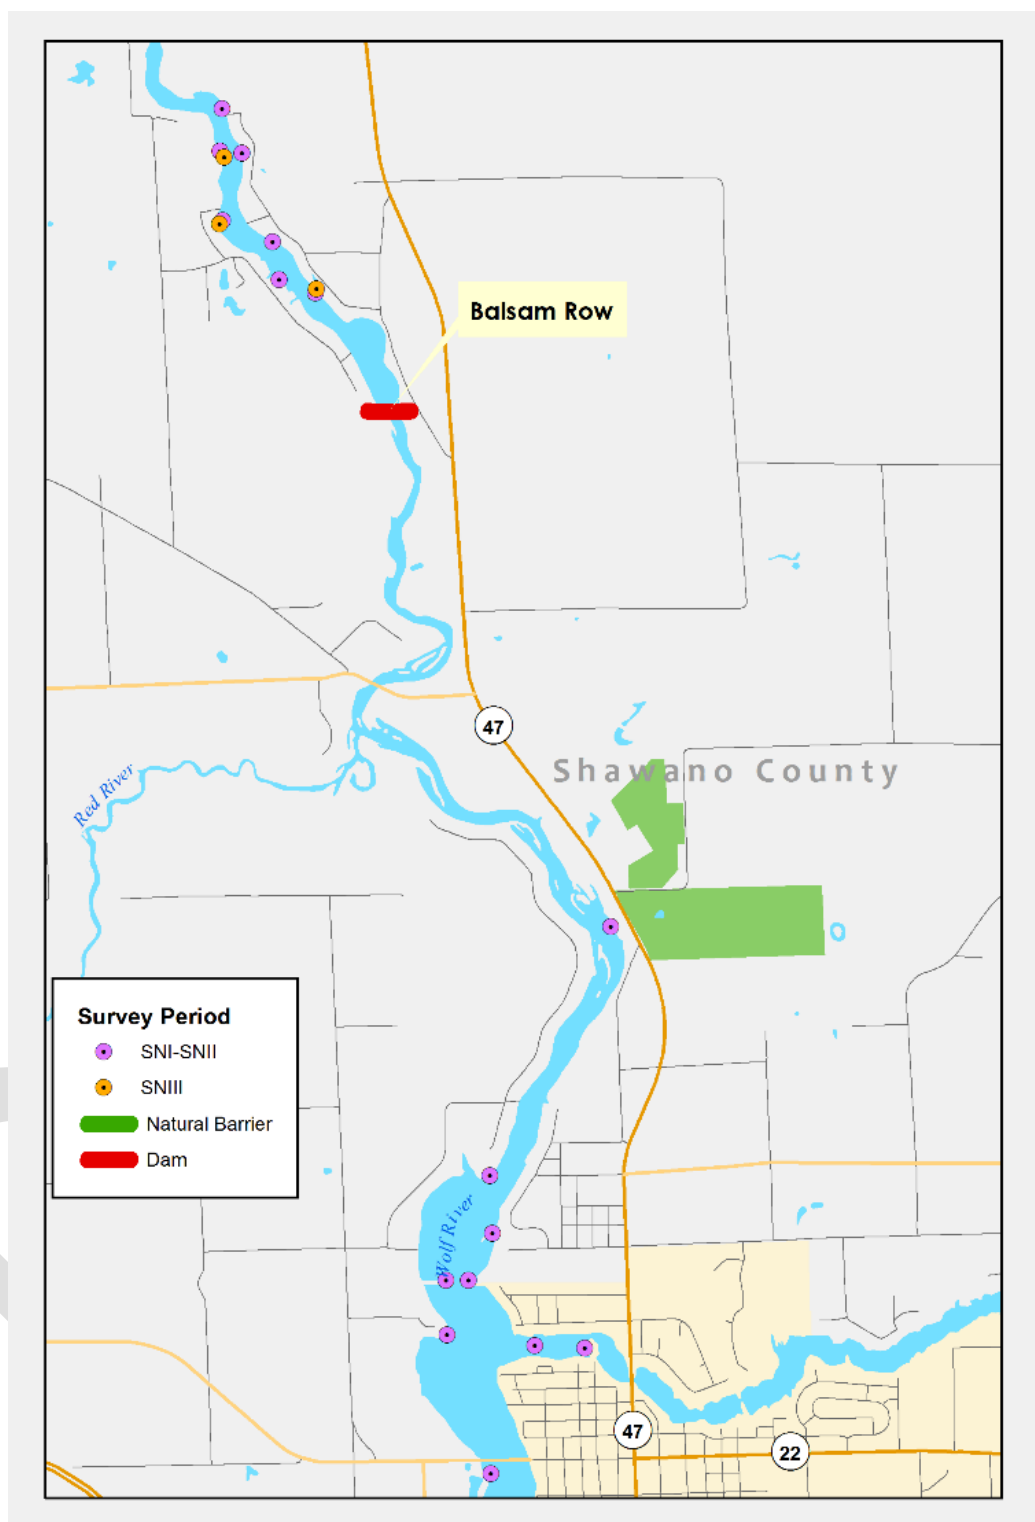 Balsam Row
47
Shawano County
Red River
Survey Period
SNI-SNII
SNIII
Natural Barrier
Dam
Wolf River
47
22